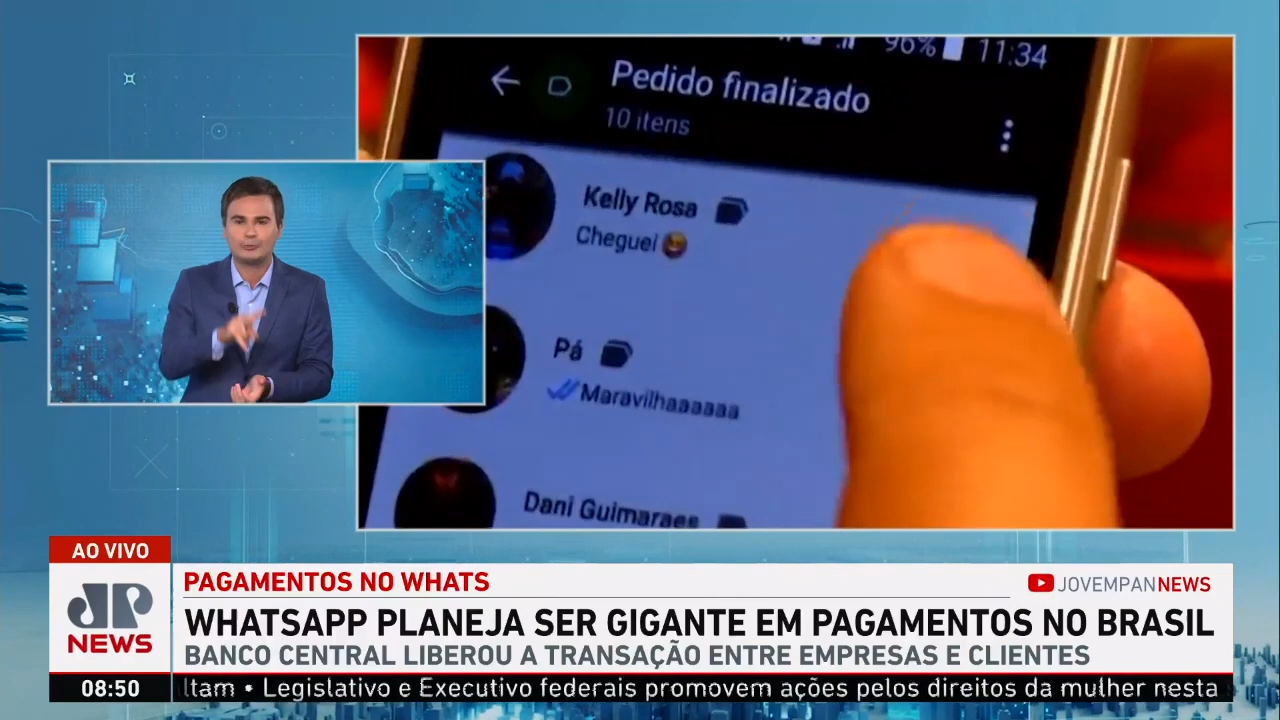 96% 11:34
Pedido finalizado
10 itens
Kelly Rosa
Cheguei
Pá
Maravilhaaaaaa
Dani Guimaraes
AO VIVO
JP
NEWS
PAGAMENTOS NO WHATS
JOVEMPANNEWS
WHATSAPP PLANEJA SER GIGANTE EM PAGAMENTOS NO BRASIL
BANCO CENTRAL LIBEROU A TRANSAÇÃO ENTRE EMPRESAS E CLIENTES
08:50
ltam • Legislativo e Executivo federais promovem ações pelos direitos da mulher nesta